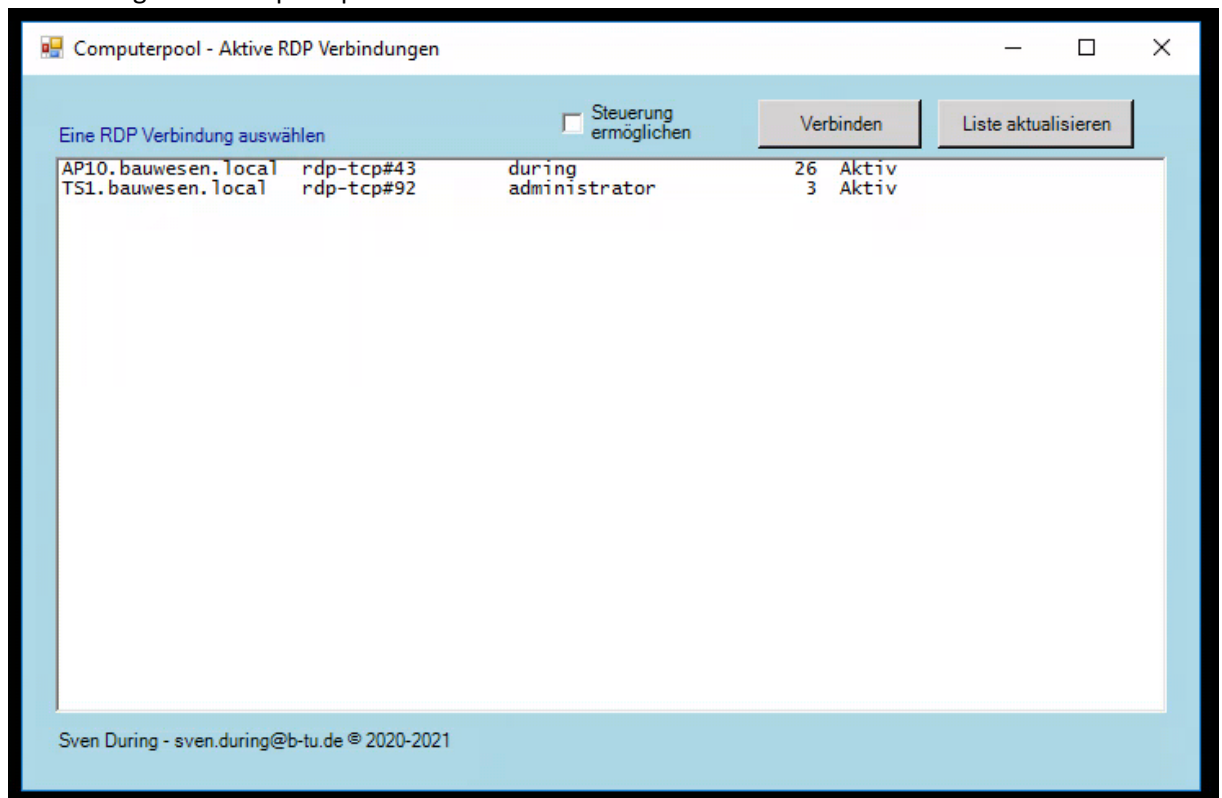 Computerpool - Aktive RDP Verbindungen
Steuerung
ermöglichen
Verbinden
Liste aktualisieren
Eine RDP Verbindung auswählen
AP10.bauwesen.local rdp-tcp#43 during 26 Aktiv
TS1.bauwesen.local rdp-tcp#92 administrator 3 Aktiv
Sven During - sven.during@b-tu.de © 2020-2021